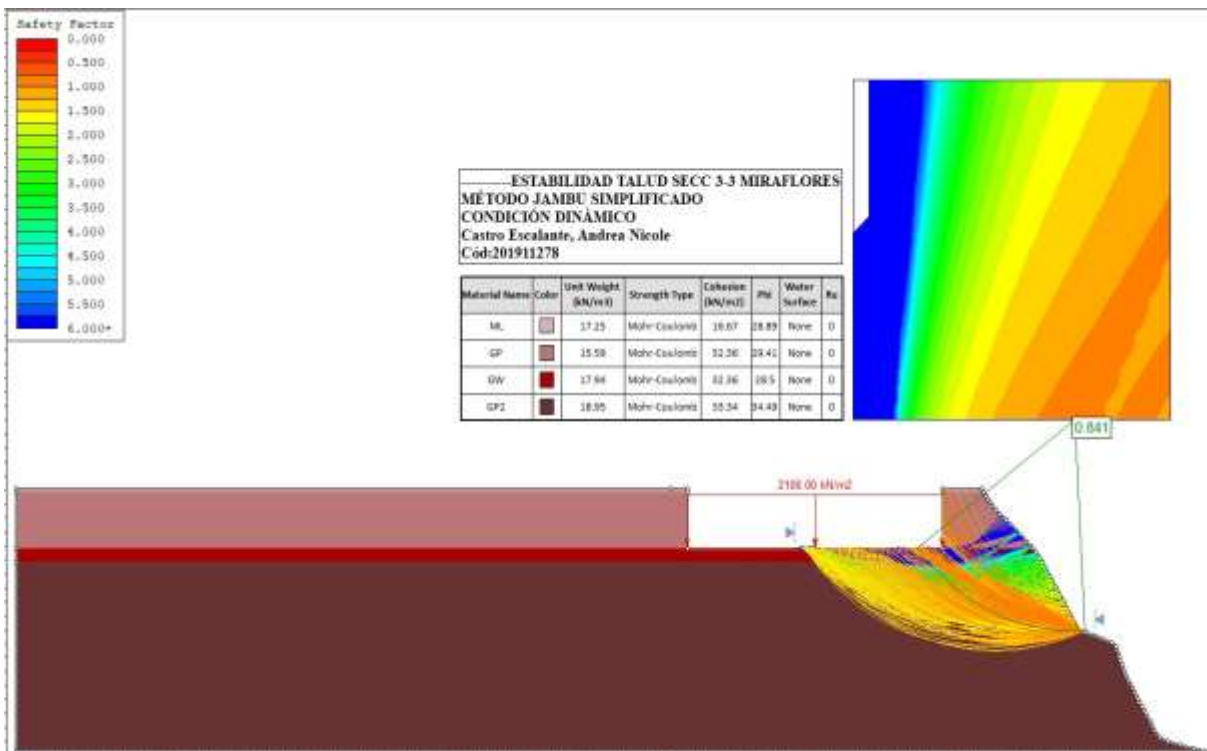 Safety Factor
0.000
0.500
1.000
1.500
2.000
2.500
3.000
3.500
4.000
4.500
5.000
5.500
6.000+
ESTABILIDAD TALUD SECC 3-3 MIRAFLORES
MÉTODO JAMBU SIMPLIFICADO
CONDICIÓN DINÀMICO
Castro Escalante, Andrea Nicole
Cód:201911278
Material Name Color Unit Weight (kN/m3) Strength Type Cohesion (kN/m2) Phi Water Surface Ru
ML 17.25 Mohr-Coulomb 16.67 28.89 None 0
GP 15.59 Mohr-Coulomb 32.36 29.41 None 0
GW 17.94 Mohr-Coulomb 32.36 28.5 None 0
GP2 18.95 Mohr-Coulomb 35.34 34.49 None 0
0.841
kN/m2